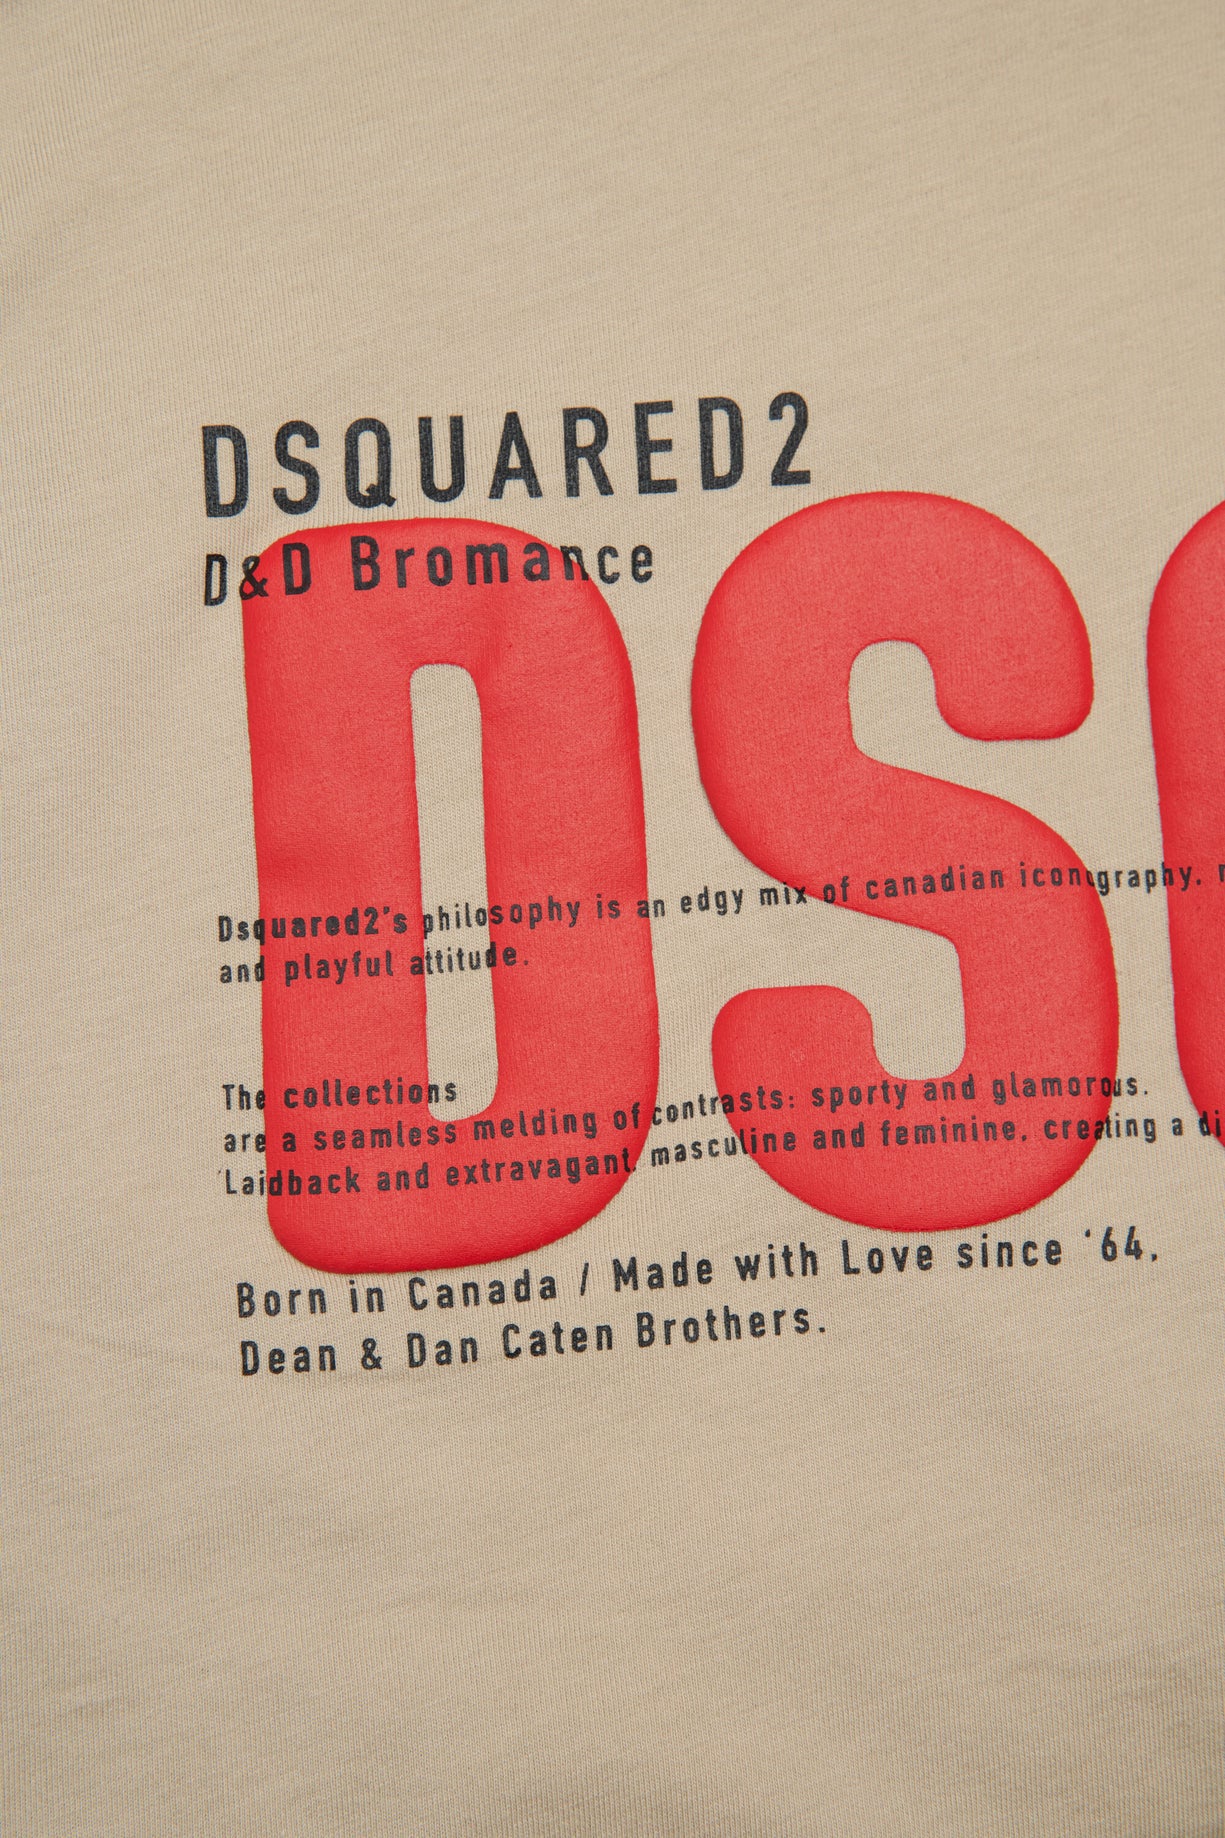 DSQUARED2
D&D Bromance
DS
Dsquared2's philosophy is an edgy mix of canadian iconography,
and playful attitude.
The collections
are a seamless melding of contrasts: sporty and glamorous.
Laidback and extravagant, masculine and feminine, creating a
Born in Canada / Made with Love since '64,
Dean & Dan Caten Brothers.